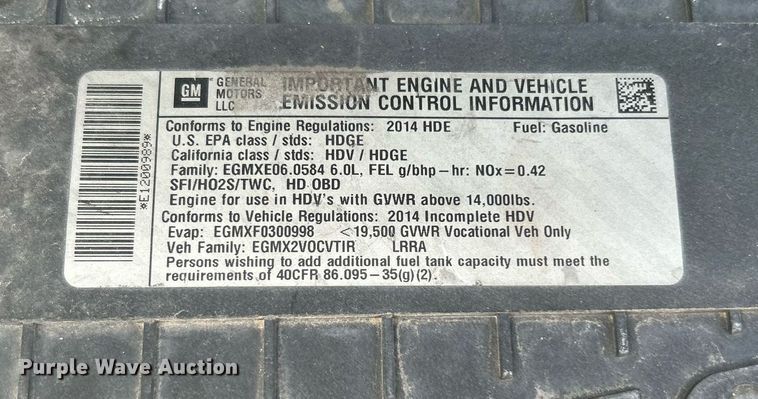 GM
GENERAL MOTORS LLC
IMPORTANT ENGINE AND VEHICLE
EMISSION CONTROL INFORMATION
Conforms to Engine Regulations: 2014 HDE Fuel: Gasoline
U.S. EPA class / stds: HDGE
California class / stds: HDV / HDGE
Family: EGMXE06.0584 6.0L, FEL g/bhp-hr: NOx=0.42
SFI/HO2S/TWC, HD OBD
Engine for use in HDV's with GVWR above 14,000lbs.
Conforms to Vehicle Regulations: 2014 Incomplete HDV
Evap: EGMXF0300998 <19,500 GVWR Vocational Veh Only
Veh Family: EGMX2VOCVTIR LRRA
Persons wishing to add additional fuel tank capacity must meet the
requirements of 40CFR 86.095-35(g)(2).
*E1200989*
Purple Wave Auction